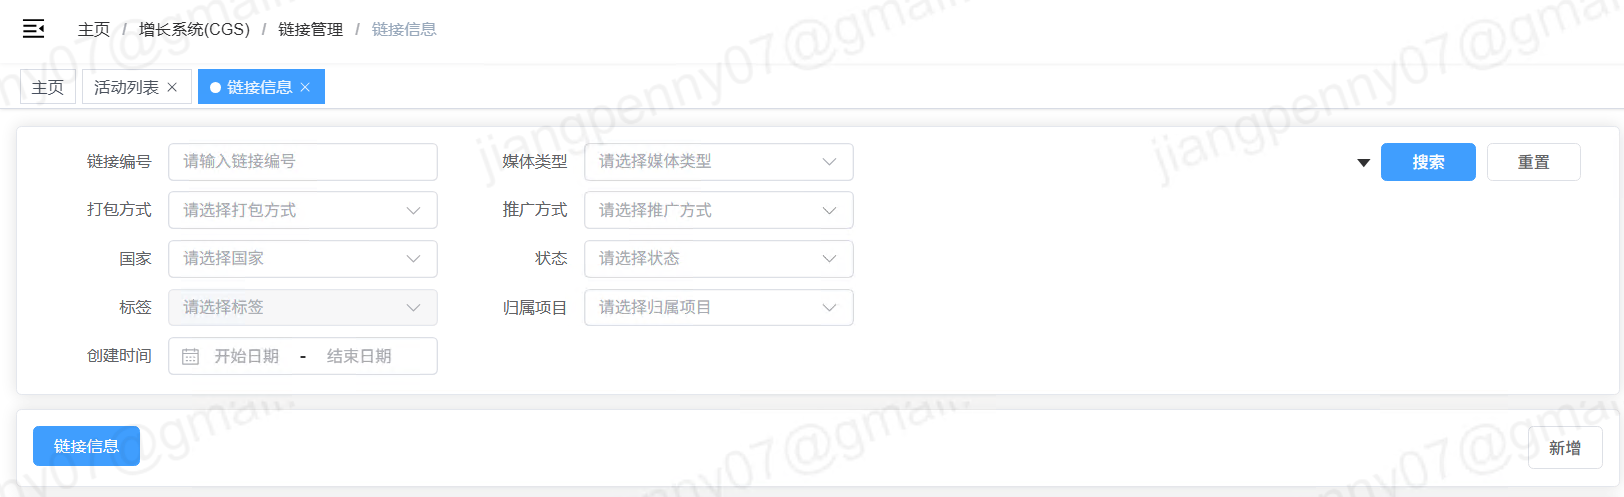 主页 / 增长系统(CGS) / 链接管理 / 链接信息
主页 活动列表 × 链接信息 ×
链接编号 请输入链接编号 媒体类型 请选择媒体类型 搜索 重置
打包方式 请选择打包方式 推广方式 请选择推广方式
国家 请选择国家 状态 请选择状态
标签 请选择标签 归属项目 请选择归属项目
创建时间 开始日期 - 结束日期
链接信息 新增
jiangpenny07@gmail.
jiangpenny07@gmail.